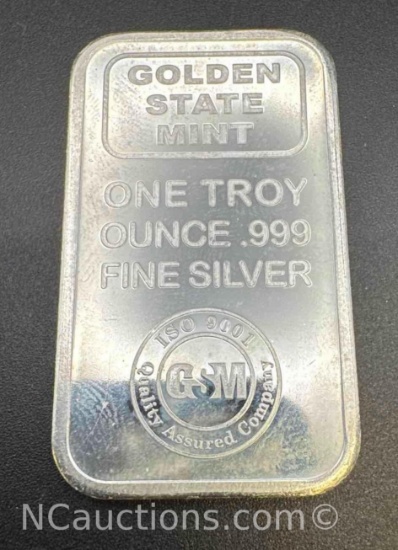 GOLDEN
STATE
MINT
ONE TROY
OUNCE .999
FINE SILVER
ISO 9001
GSM
Quality Assured Company
NCauctions.com©